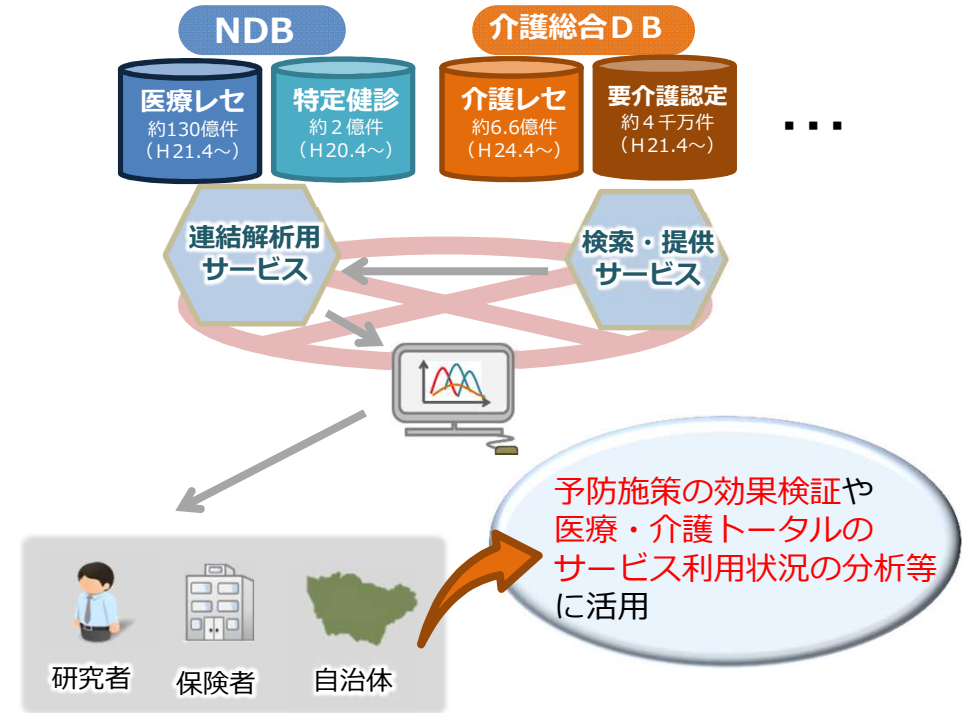 NDB
介護総合ＤＢ
医療レセ
約130億件
（Ｈ21.4～）
特定健診
約２億件
（Ｈ20.4～）
介護レセ
約6.6億件
（Ｈ24.4～）
要介護認定
約４千万件
（Ｈ21.4～）
・・・
連結解析用
サービス
検索・提供
サービス
予防施策の効果検証や
医療・介護トータルの
サービス利用状況の分析等
に活用
研究者
保険者
自治体